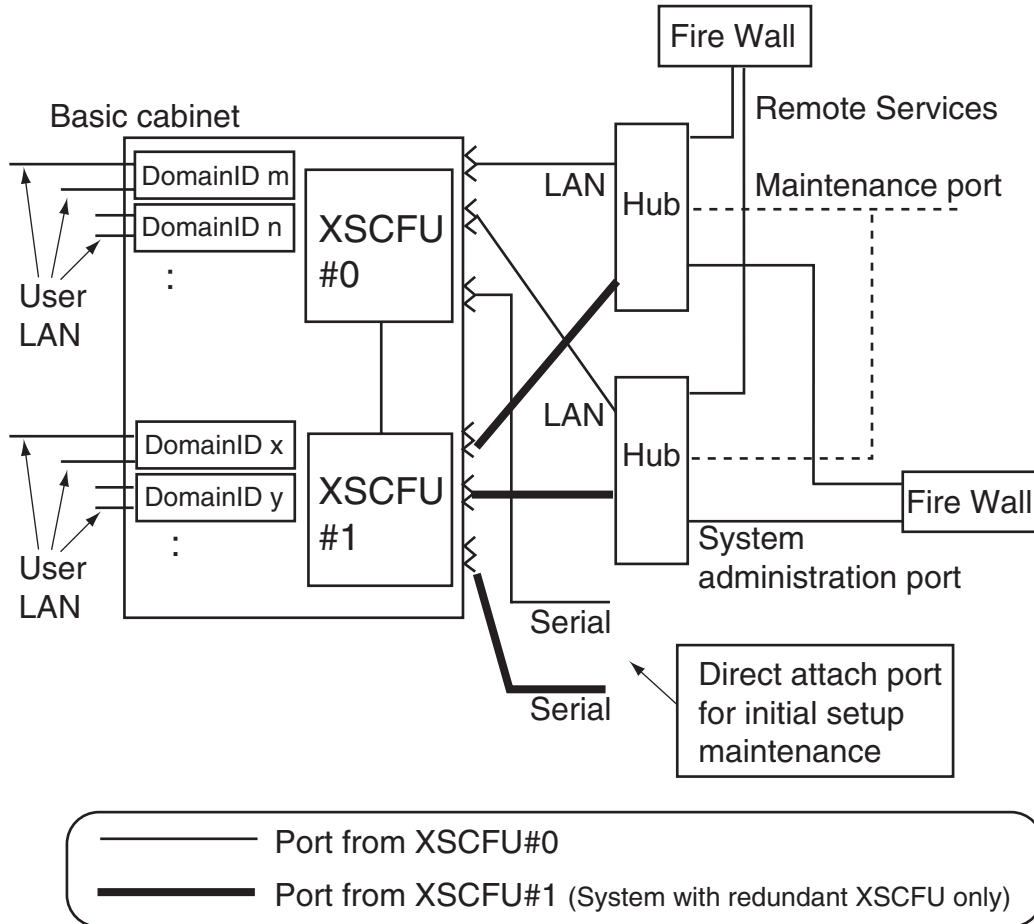 Fire Wall
Remote Services
Basic cabinet
DomainID m
LAN
Maintenance port
XSCFU
#0
Hub
DomainID n
:
User
LAN
LAN
DomainID x
Hub
XSCFU
#1
DomainID y
Fire Wall
:
System
administration port
User
LAN
Serial
Direct attach port
for initial setup
maintenance
Serial
Port from XSCFU#0
Port from XSCFU#1 (System with redundant XSCFU only)